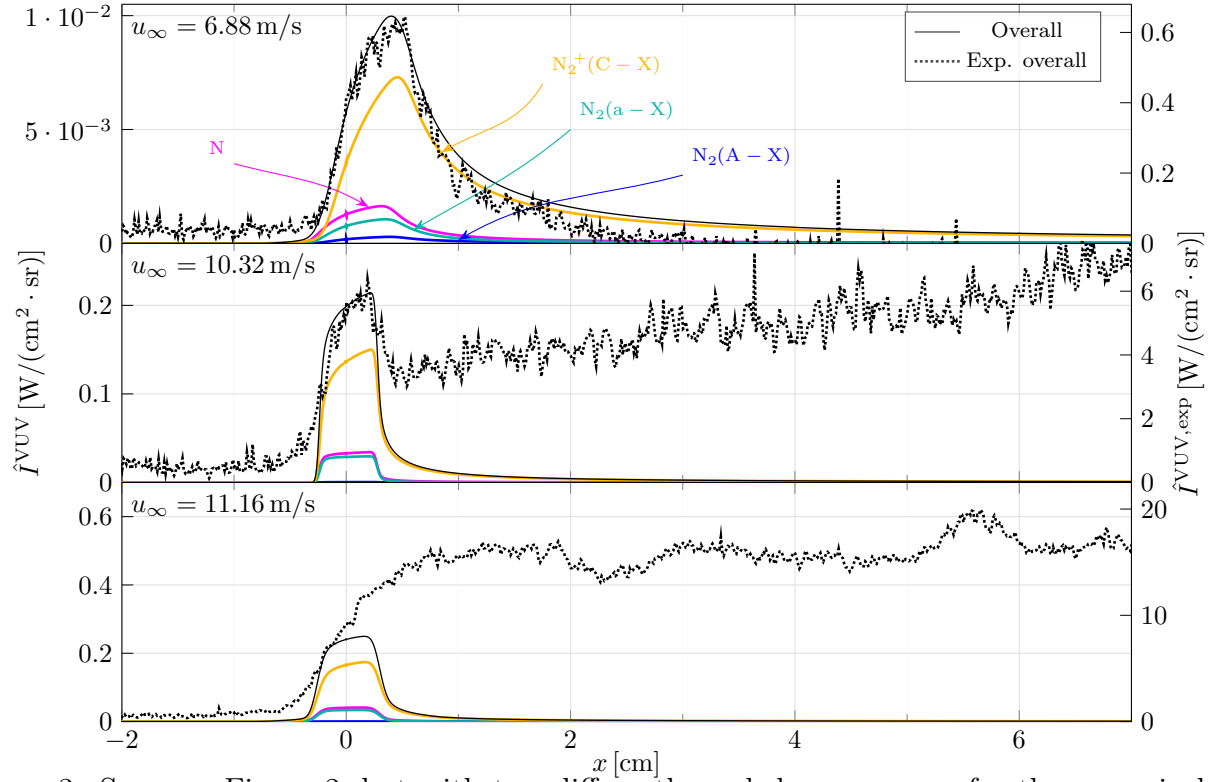 1 · 10⁻²
5 · 10⁻³
0
u∞ = 6.88 m/s
N
N₂⁺(C − X)
N₂(a − X)
N₂(A − X)
Overall
Exp. overall
0.6
0.4
0.2
0
u∞ = 10.32 m/s
0.2
0.1
0
6
4
2
0
u∞ = 11.16 m/s
0.6
0.4
0.2
0
20
10
0
Î^VUV [W/(cm² · sr)]
Î^VUV,exp [W/(cm² · sr)]
−2 0 2 4 6
x [cm]